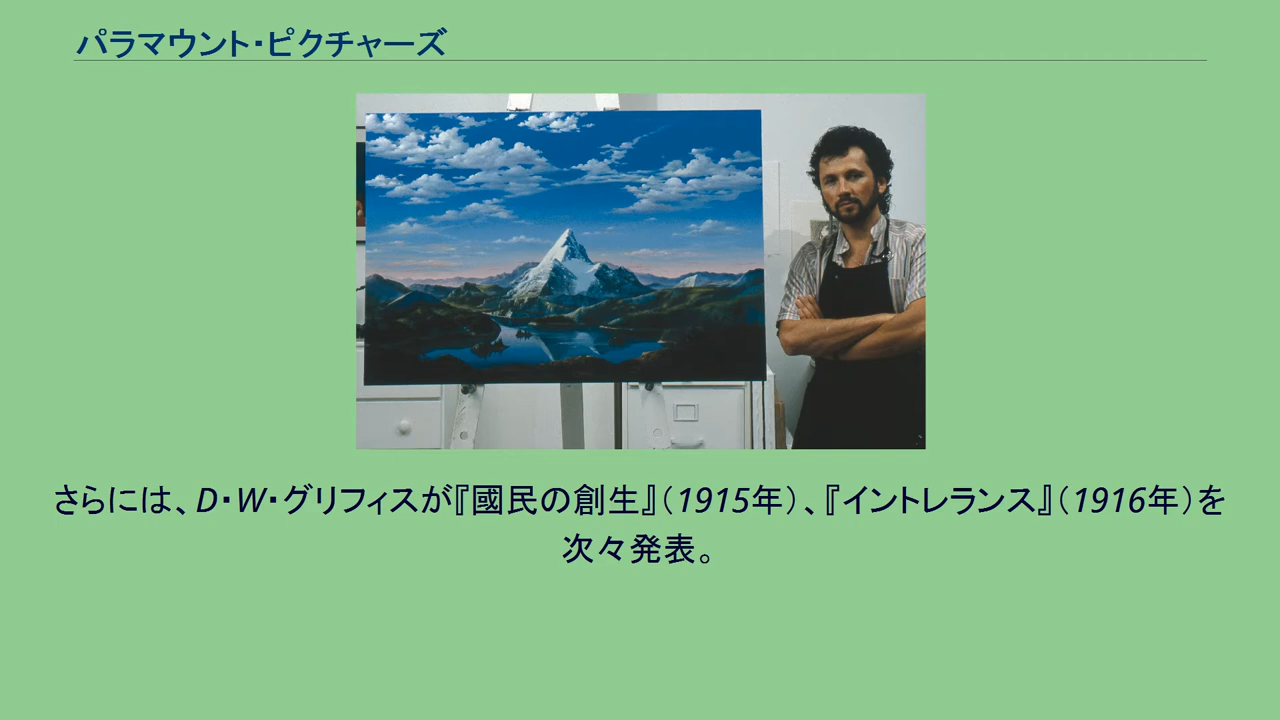 パラマウント・ピクチャーズ
さらには、D・W・グリフィスが『國民の創生』（1915年）、『イントレランス』（1916年）を
次々発表。